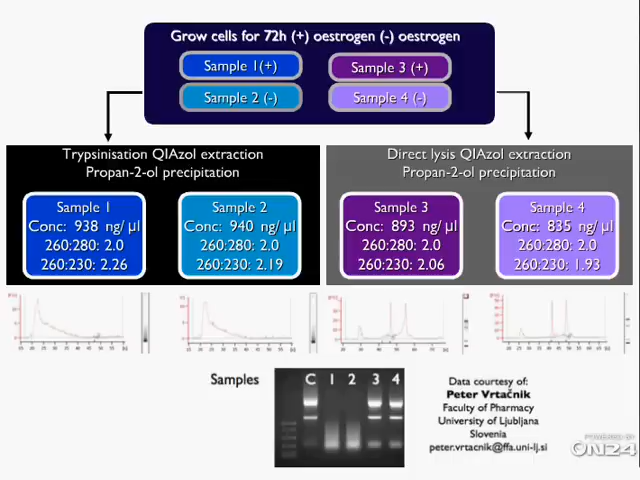 Grow cells for 72h (+) oestrogen (-) oestrogen
Sample 1(+)
Sample 3 (+)
Sample 2 (-)
Sample 4 (-)
Trypsinisation QIAzol extraction
Propan-2-ol precipitation
Direct lysis QIAzol extraction
Propan-2-ol precipitation
Sample 1
Conc: 938 ng/ µl
260:280: 2.0
260:230: 2.26
Sample 2
Conc: 940 ng/ µl
260:280: 2.0
260:230: 2.19
Sample 3
Conc: 893 ng/ µl
260:280: 2.0
260:230: 2.06
Sample 4
Conc: 835 ng/ µl
260:280: 2.0
260:230: 1.93
Samples
C 1 2 3 4
Data courtesy of:
Peter Vrtačnik
Faculty of Pharmacy
University of Ljubljana
Slovenia
peter.vrtacnik@ffa.uni-lj.si
POWERED BY
ON24